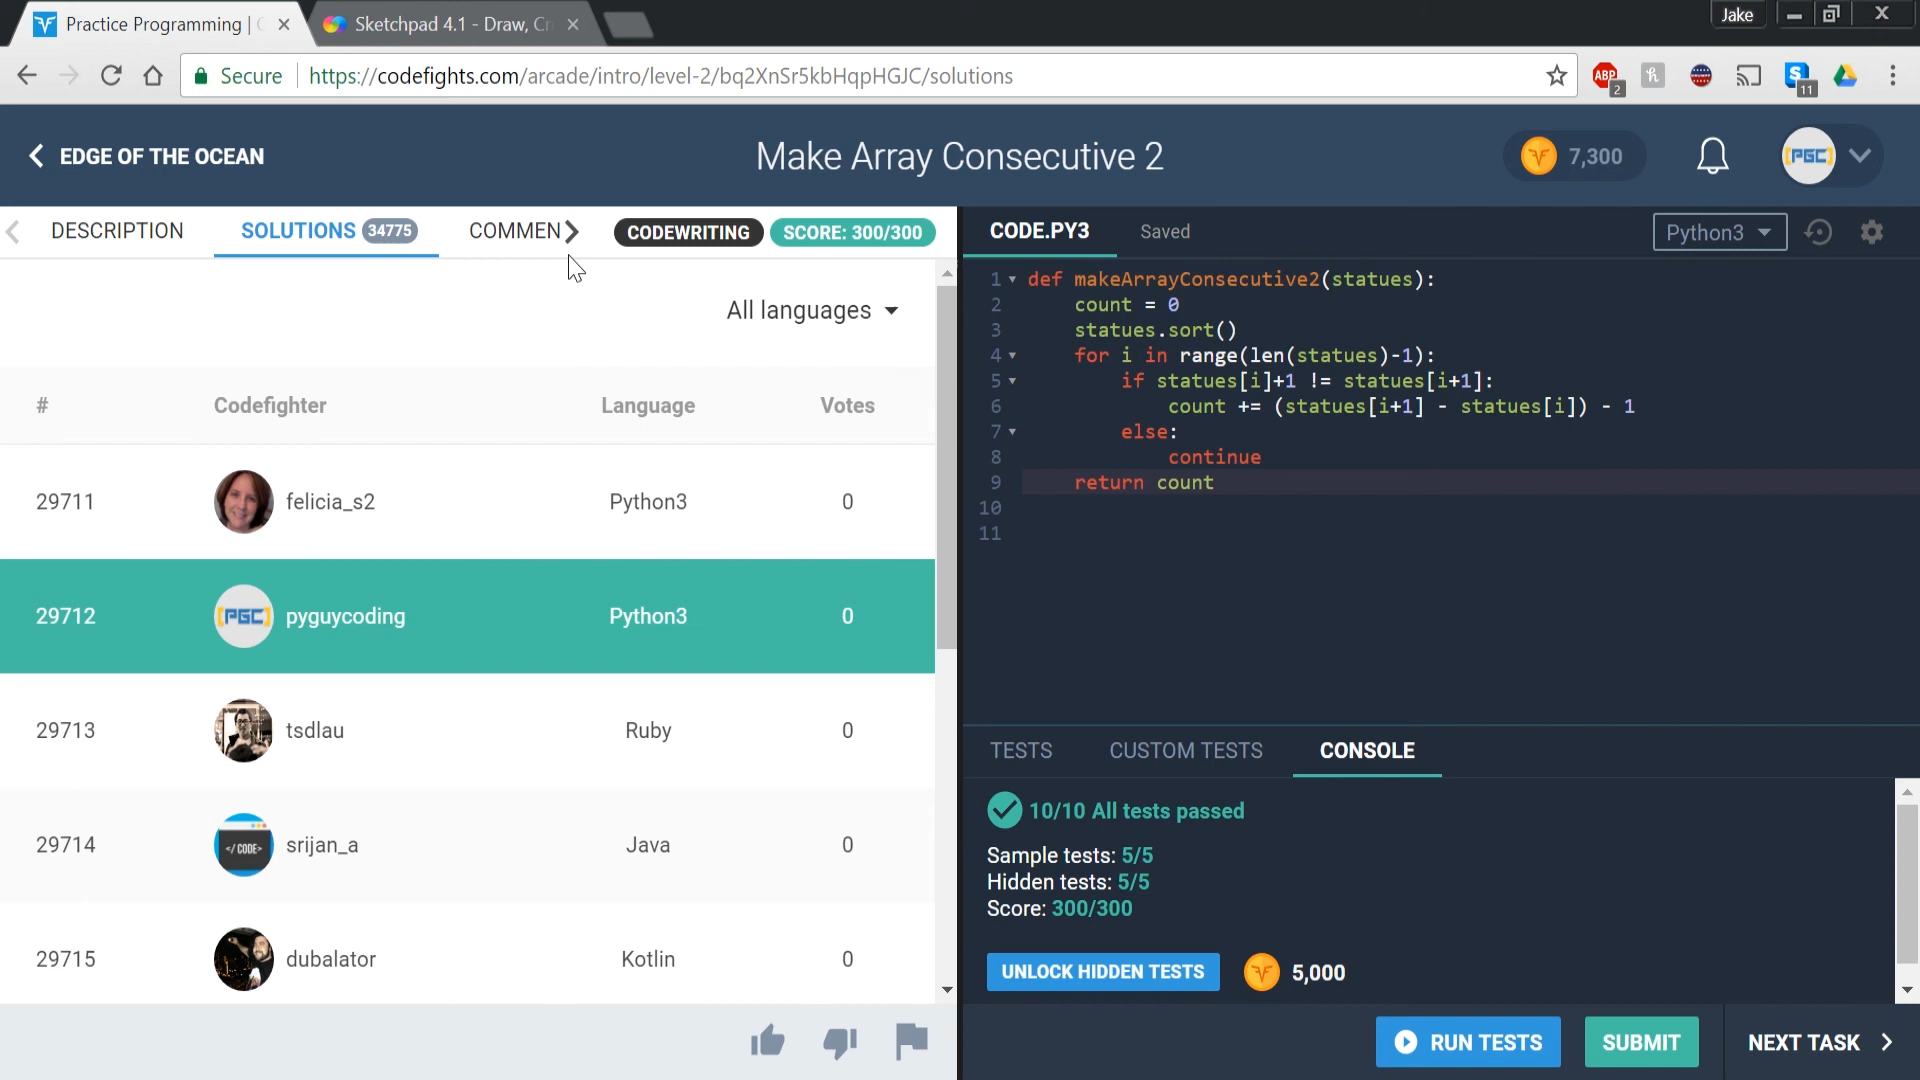 Practice Programming | C
Sketchpad 4.1 - Draw, Cr
Jake
Secure
https://codefights.com/arcade/intro/level-2/bq2XnSr5kbHqpHGJC/solutions
ABP
2
S
11
EDGE OF THE OCEAN
Make Array Consecutive 2
7,300
[PGC]
DESCRIPTION
SOLUTIONS 34775
COMMEN
CODEWRITING
SCORE: 300/300
All languages
# Codefighter Language Votes
29711 felicia_s2 Python3 0
29712 [PGC] pyguycoding Python3 0
29713 tsdlau Ruby 0
29714 </CODE> srijan_a Java 0
29715 dubalator Kotlin 0
CODE.PY3
Saved
Python3
1 def makeArrayConsecutive2(statues):
2 count = 0
3 statues.sort()
4 for i in range(len(statues)-1):
5 if statues[i]+1 != statues[i+1]:
6 count += (statues[i+1] - statues[i]) - 1
7 else:
8 continue
9 return count
10
11
TESTS
CUSTOM TESTS
CONSOLE
10/10 All tests passed
Sample tests: 5/5
Hidden tests: 5/5
Score: 300/300
UNLOCK HIDDEN TESTS
5,000
RUN TESTS
SUBMIT
NEXT TASK